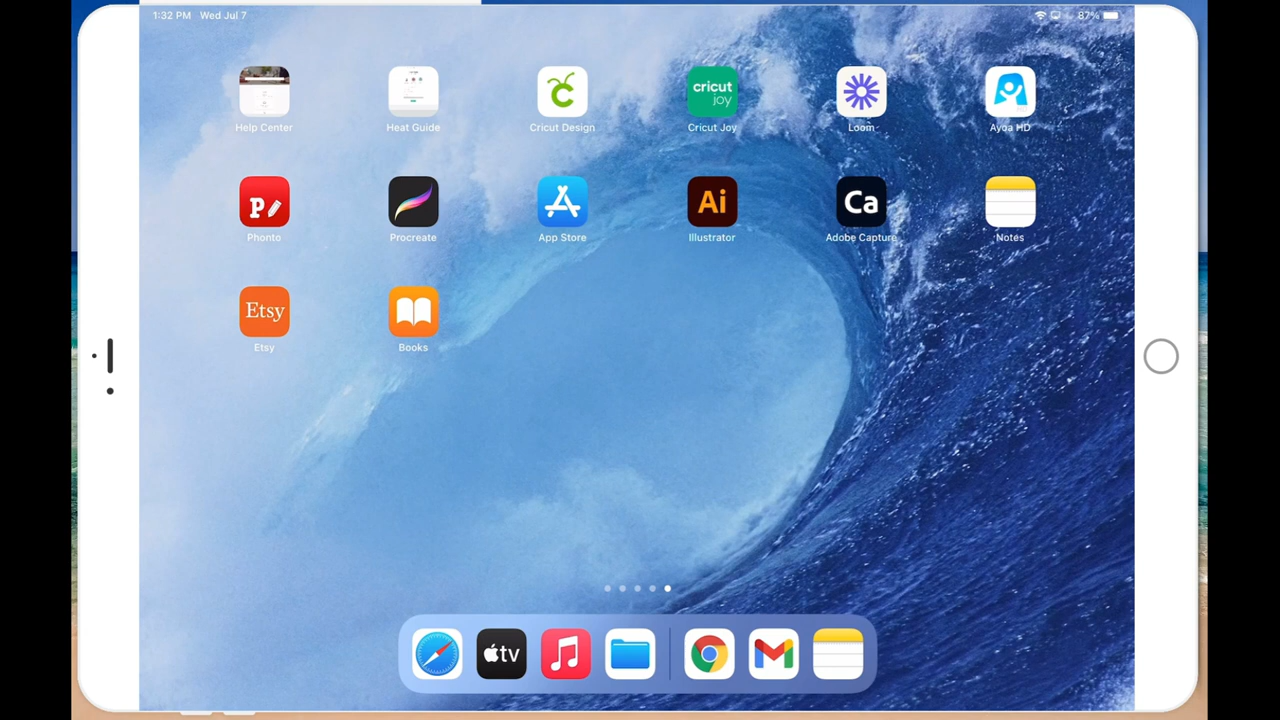 1:32 PM Wed Jul 7 87%
Help Center Heat Guide Cricut Design Cricut Joy Loom Ayoa HD
cricut
joy
Phonto Procreate App Store Illustrator Adobe Capture Notes
p Ai Ca
Etsy
Etsy Books
tv